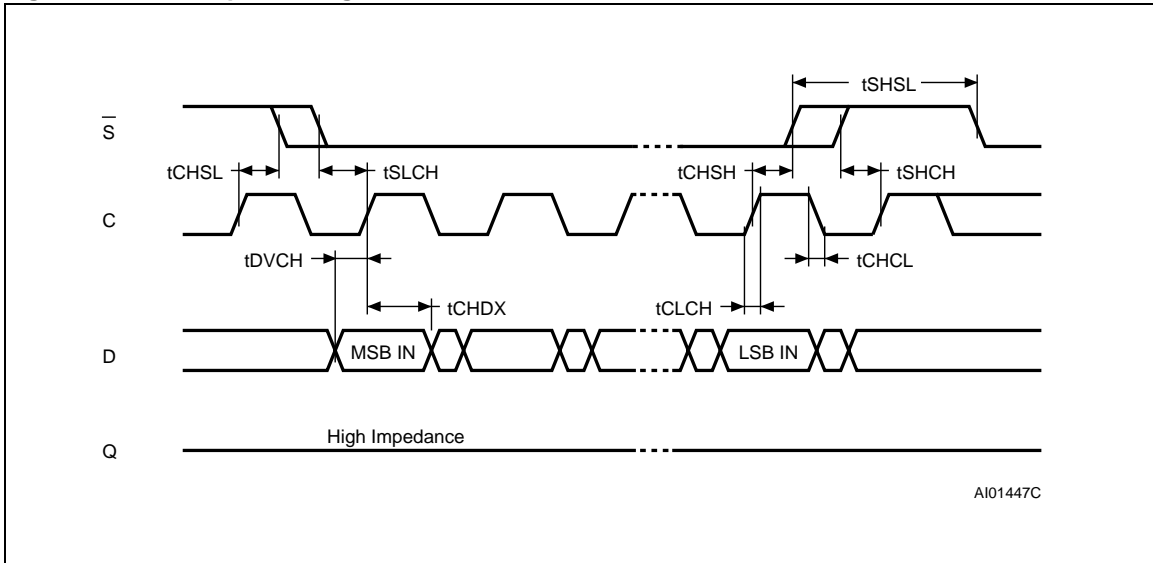 tSHSL
S
tCHSL
tSLCH
tCHSH
tSHCH
C
tDVCH
tCHCL
tCHDX
tCLCH
D
MSB IN
LSB IN
High Impedance
Q
AI01447C